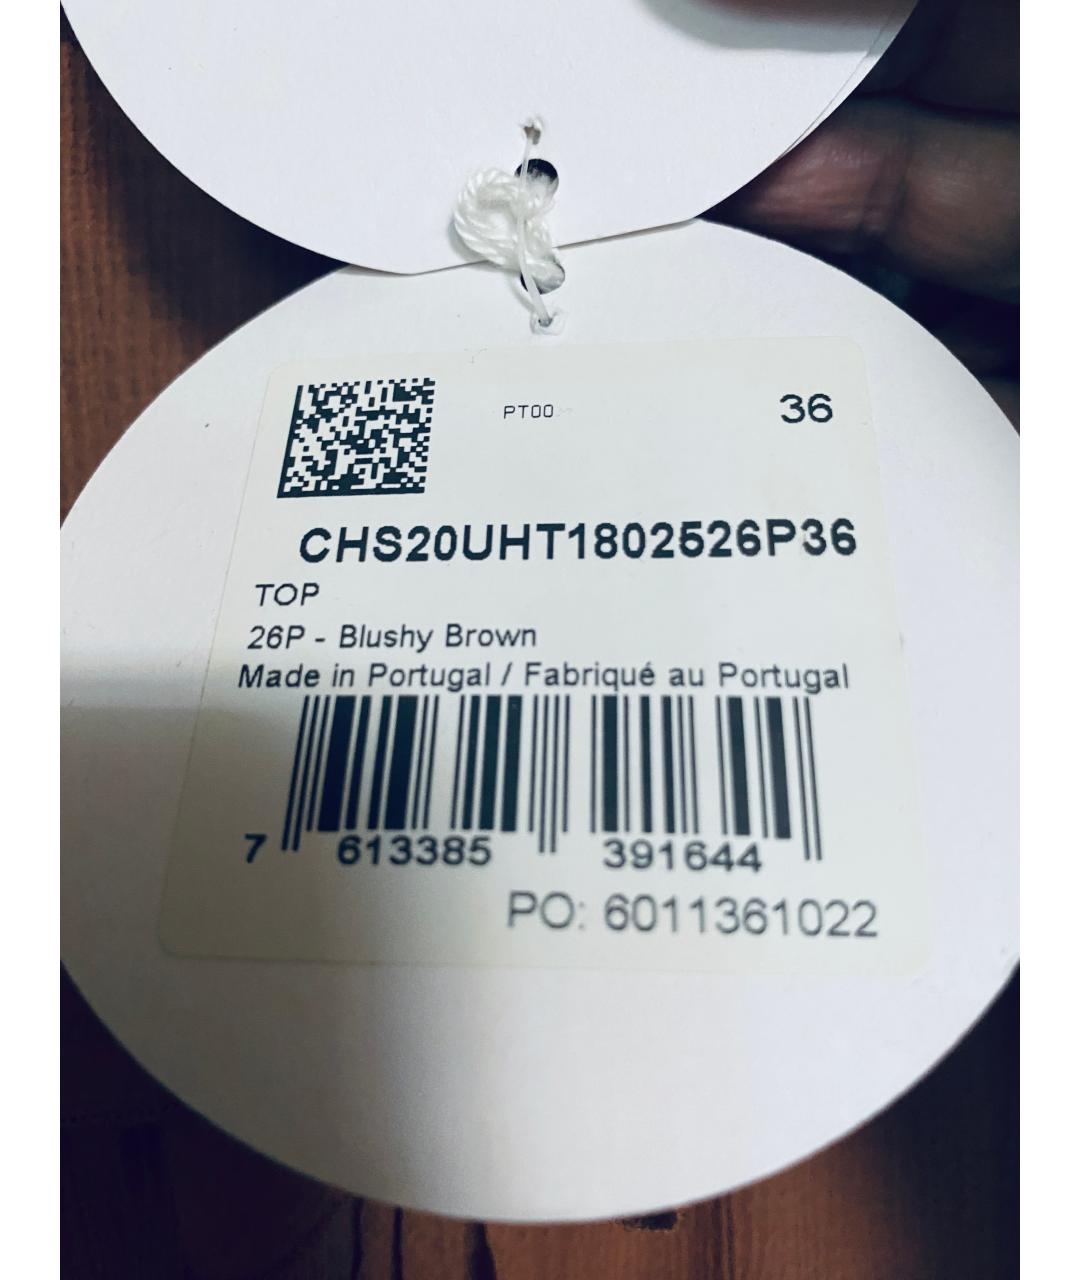 PT00
36
CHS20UHT1802526P36
TOP
26P - Blushy Brown
Made in Portugal / Fabriqué au Portugal
7 613385 391644
PO: 6011361022